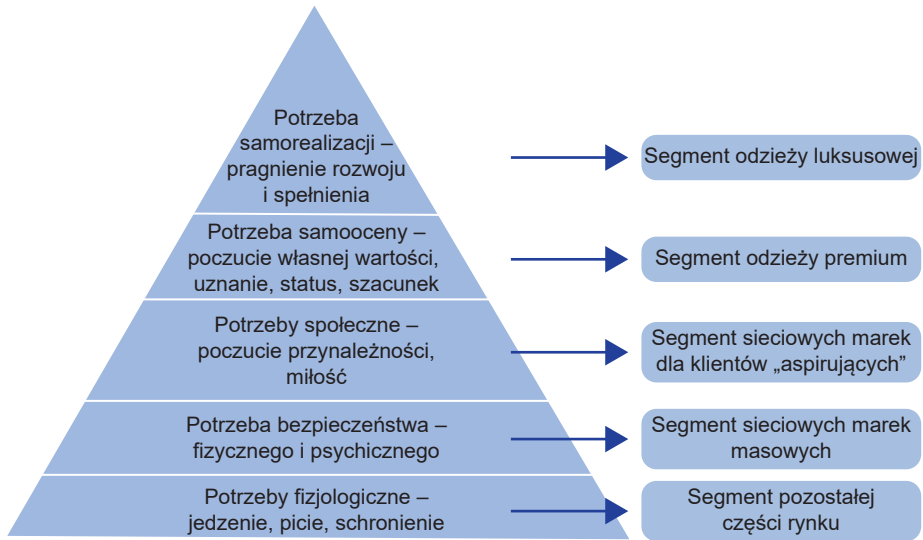 Potrzeba
samorealizacji –
pragnienie rozwoju
i spełnienia
Segment odzieży luksusowej
Potrzeba samooceny –
poczucie własnej wartości,
uznanie, status, szacunek
Segment odzieży premium
Potrzeby społeczne –
poczucie przynależności,
miłość
Segment sieciowych marek
dla klientów „aspirujących”
Potrzeba bezpieczeństwa –
fizycznego i psychicznego
Segment sieciowych marek
masowych
Potrzeby fizjologiczne –
jedzenie, picie, schronienie
Segment pozostałej
części rynku